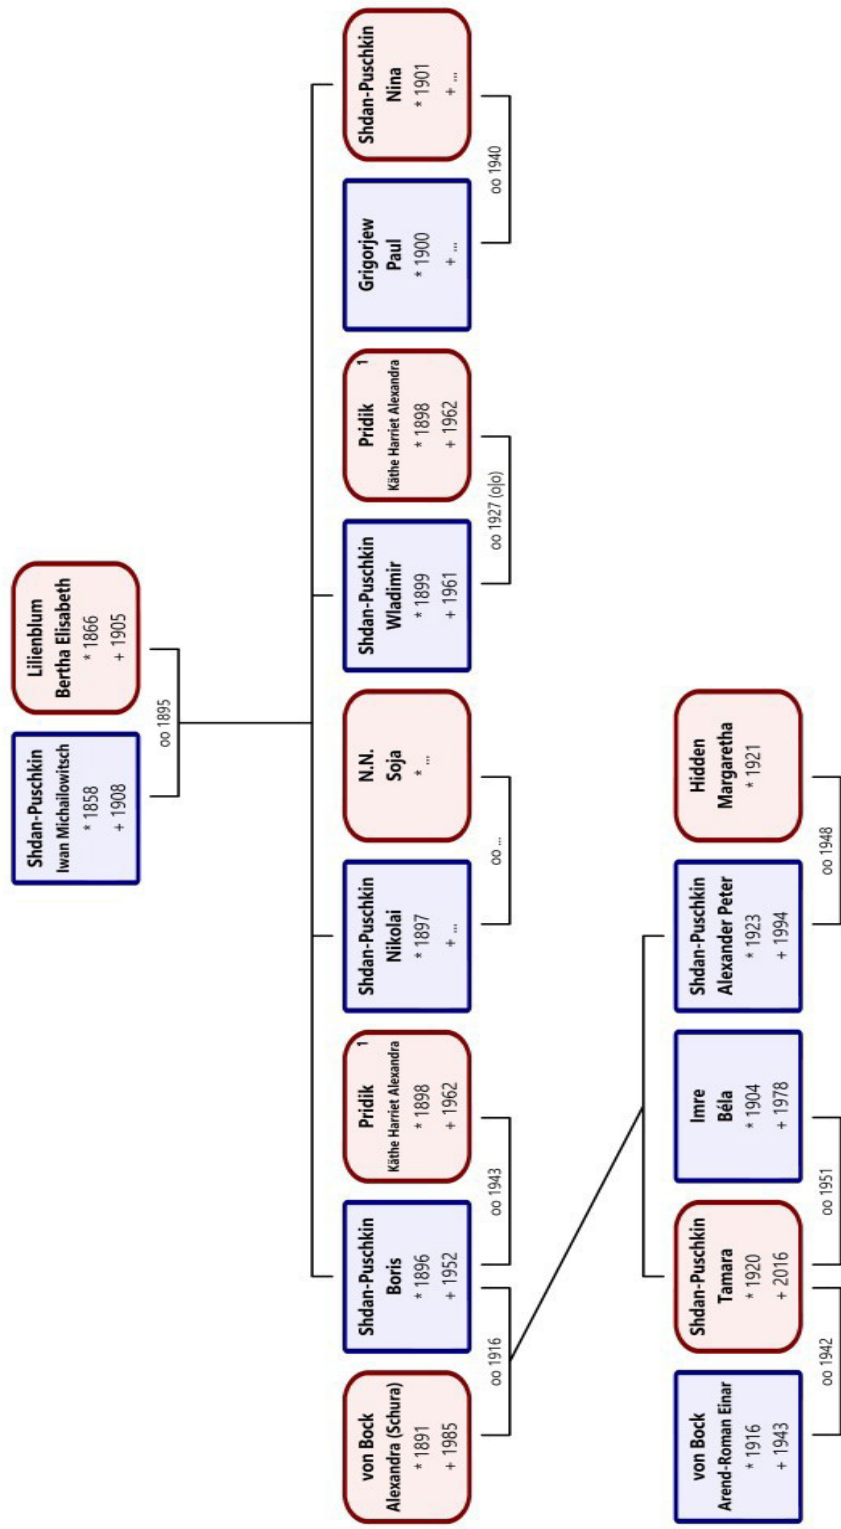 Shdan-Puschkin
Iwan Michailowitsch
* 1858
+ 1908
Lilienblum
Bertha Elisabeth
* 1866
+ 1905
oo 1895
von Bock
Alexandra (Schura)
* 1891
+ 1985
Shdan-Puschkin
Boris
* 1896
+ 1952
Pridik 1
Käthe Harriet Alexandra
* 1898
+ 1962
Shdan-Puschkin
Nikolai
* 1897
+ ...
N.N.
Soja
* ...
Shdan-Puschkin
Wladimir
* 1899
+ 1961
Pridik 1
Käthe Harriet Alexandra
* 1898
+ 1962
Grigorjew
Paul
* 1900
+ ...
Shdan-Puschkin
Nina
* 1901
+ ...
oo 1916
oo 1943
oo ...
oo 1927 (o|o)
oo 1940
von Bock
Arend-Roman Einar
* 1916
+ 1943
Shdan-Puschkin
Tamara
* 1920
+ 2016
Imre
Béla
* 1904
+ 1978
Shdan-Puschkin
Alexander Peter
* 1923
+ 1994
Hidden
Margaretha
* 1921
oo 1942
oo 1951
oo 1948